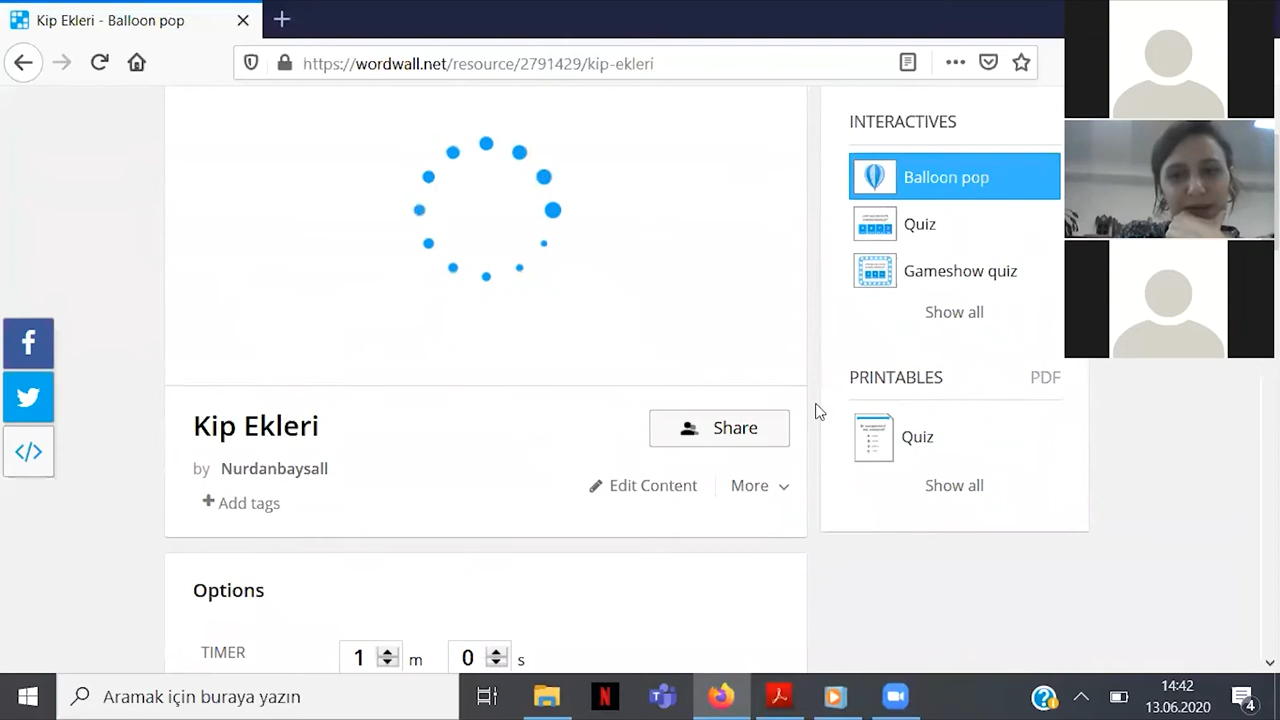 Kip Ekleri - Balloon pop
https://wordwall.net/resource/2791429/kip-ekleri
INTERACTIVES
Balloon pop
Quiz
Gameshow quiz
Show all
PRINTABLES
PDF
Quiz
Show all
Kip Ekleri
Share
by Nurdanbaysall
Edit Content
More
+ Add tags
Options
TIMER
1 m 0 s
Aramak için buraya yazın
14:42
13.06.2020
4